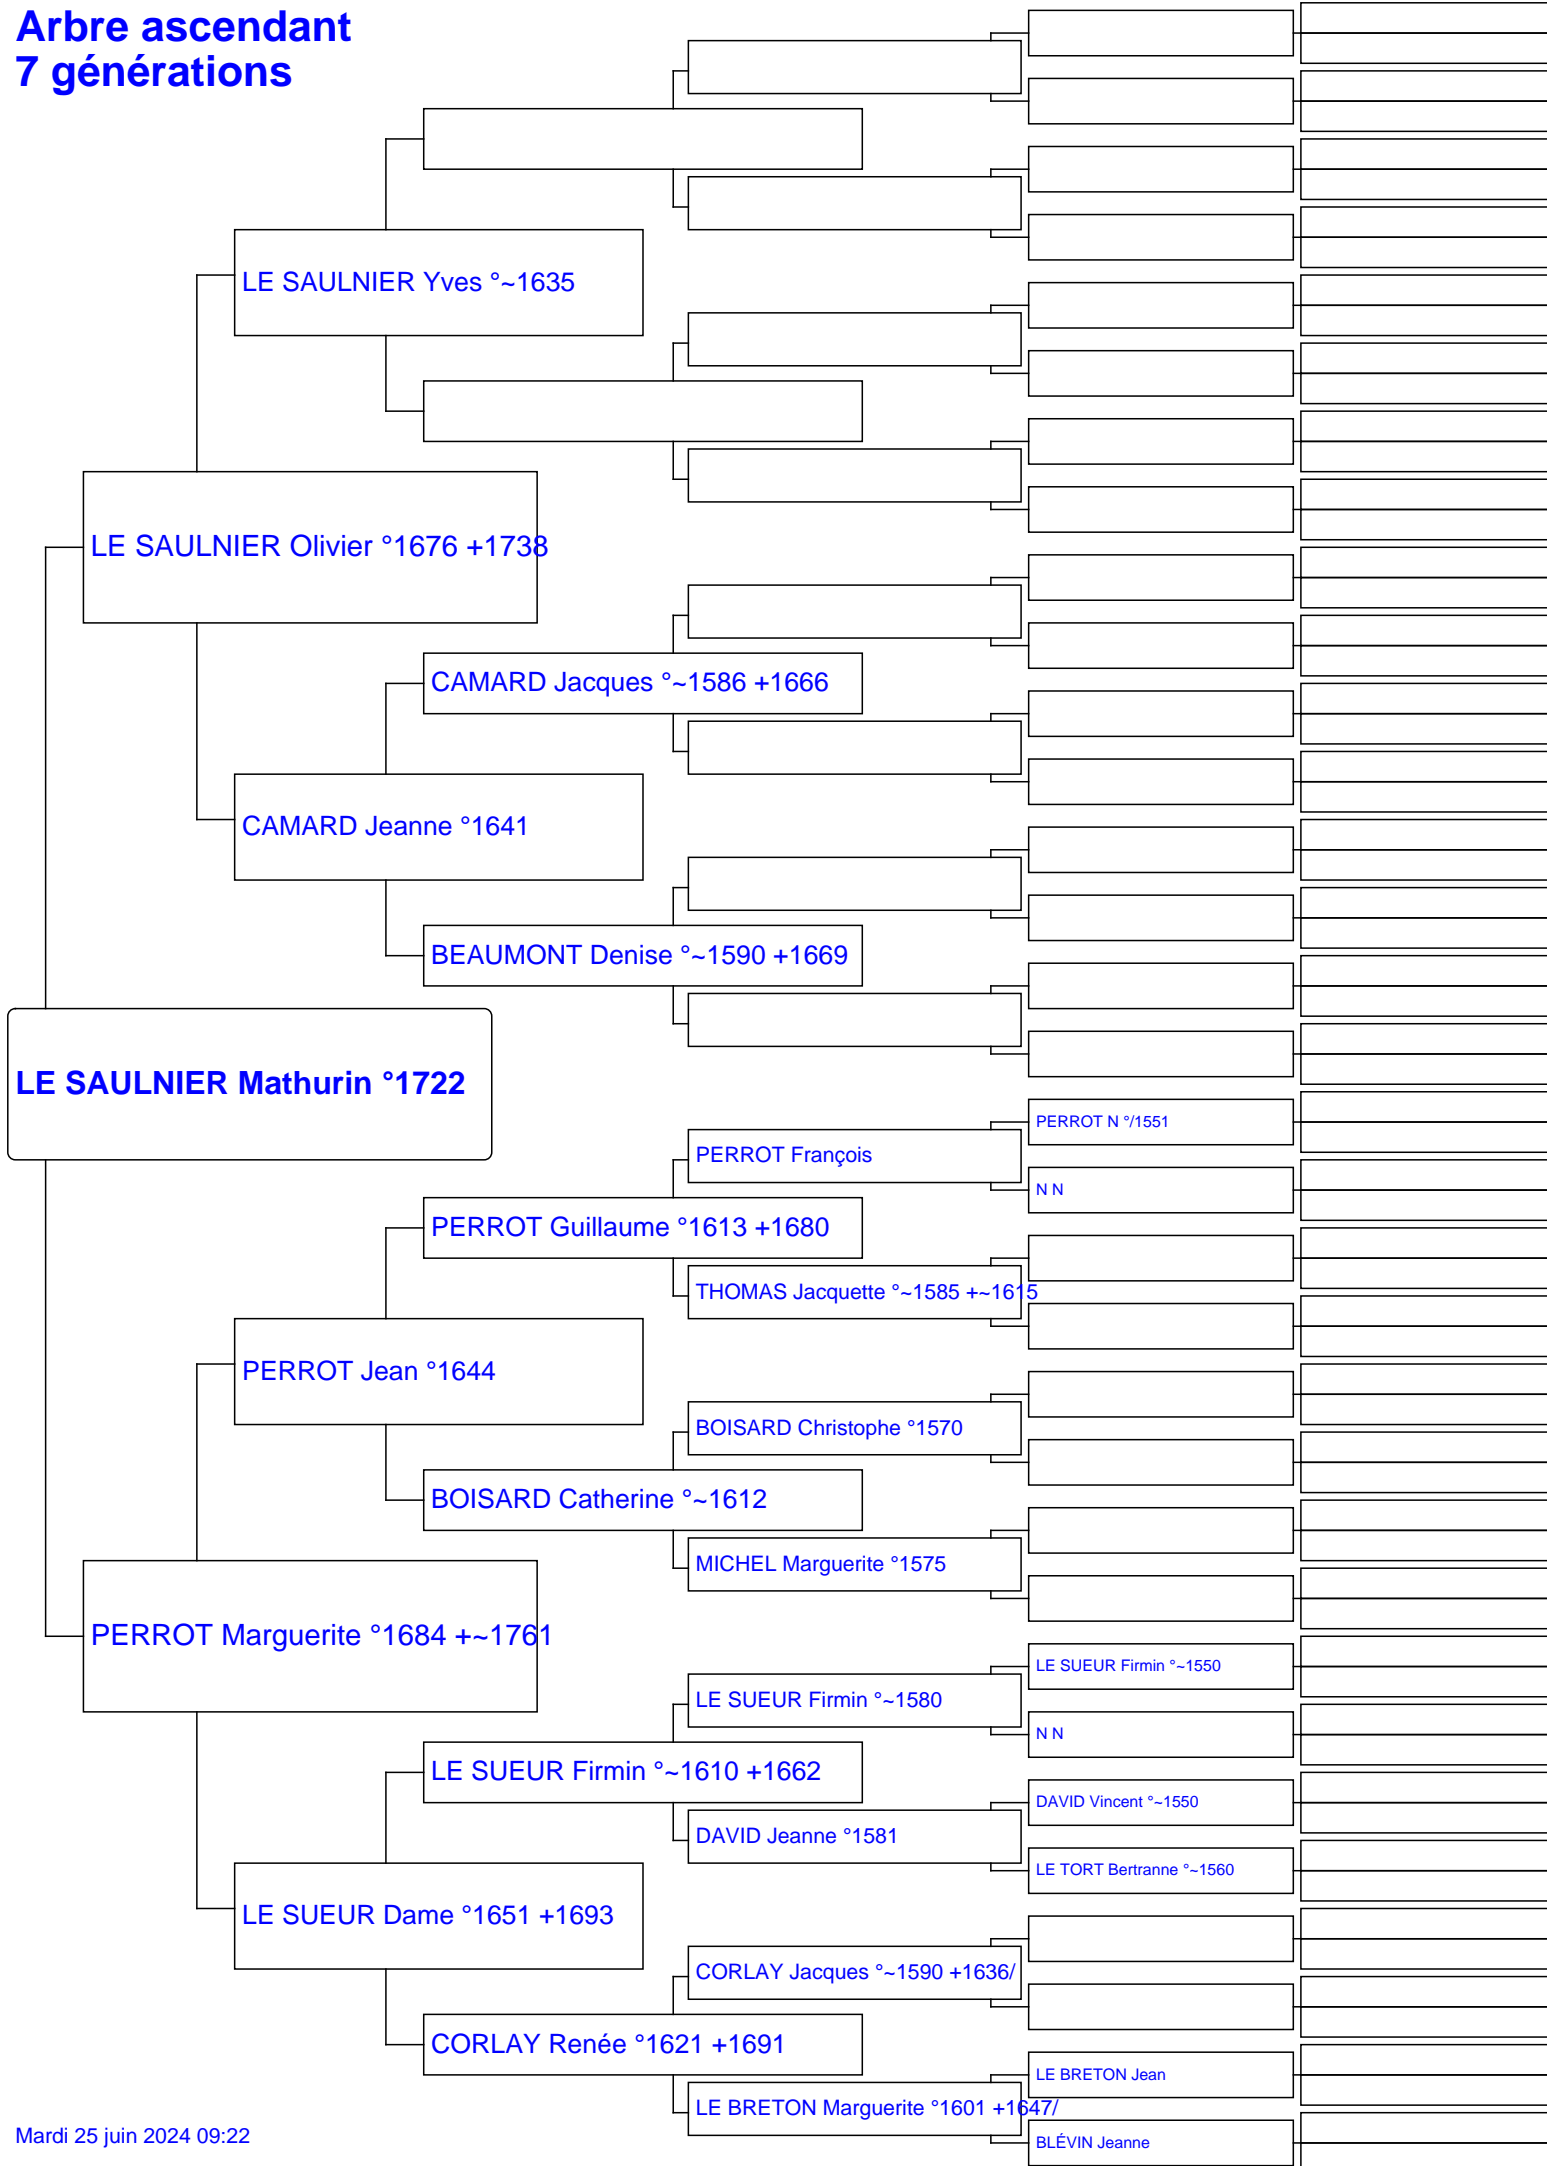 Arbre ascendant
7 générations
LE SAULNIER Yves °~1635
LE SAULNIER Olivier °1676 +1738
CAMARD Jacques °~1586 +1666
CAMARD Jeanne °1641
BEAUMONT Denise °~1590 +1669
LE SAULNIER Mathurin °1722
PERROT N °/1551
PERROT François
N N
PERROT Guillaume °1613 +1680
THOMAS Jacquette °~1585 +~1615
PERROT Jean °1644
BOISARD Christophe °1570
BOISARD Catherine °~1612
MICHEL Marguerite °1575
PERROT Marguerite °1684 +~1761
LE SUEUR Firmin °~1550
LE SUEUR Firmin °~1580
N N
LE SUEUR Firmin °~1610 +1662
DAVID Vincent °~1550
DAVID Jeanne °1581
LE TORT Bertranne °~1560
LE SUEUR Dame °1651 +1693
CORLAY Jacques °~1590 +1636/
CORLAY Renée °1621 +1691
LE BRETON Jean
LE BRETON Marguerite °1601 +1647/
BLÉVIN Jeanne
Mardi 25 juin 2024 09:22